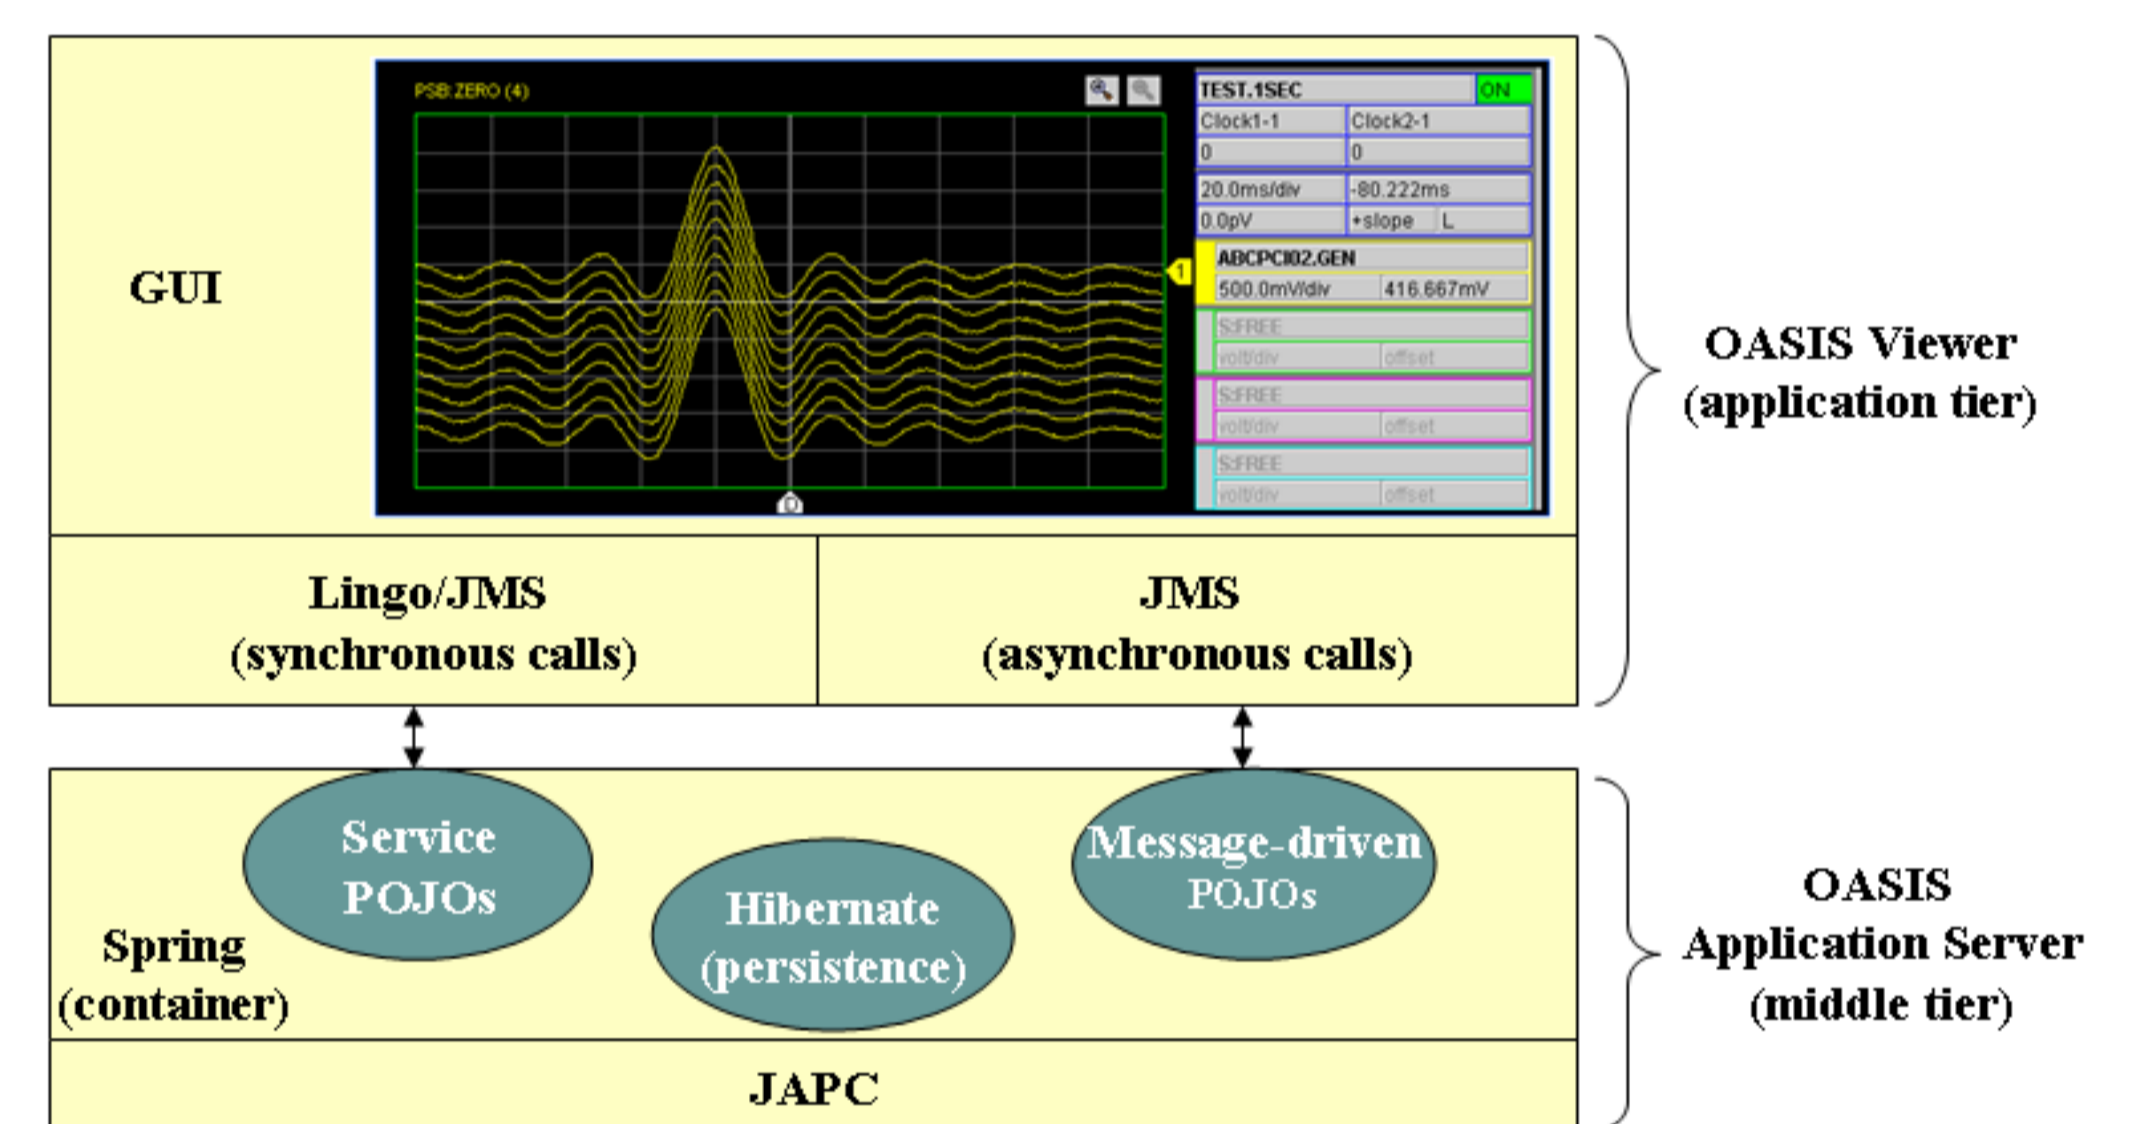 PSB:ZERO (4)
TEST.1SEC ON
Clock1-1 Clock2-1
0 0
20.0ms/div -80.222ms
0.0pV +slope L
1
ABCPCI02.GEN
500.0mV/div 416.667mV
S:FREE
volt/div offset
S:FREE
volt/div offset
S:FREE
volt/div offset
D
GUI
OASIS Viewer
(application tier)
Lingo/JMS
(synchronous calls)
JMS
(asynchronous calls)
Service
POJOs
Hibernate
(persistence)
Message-driven
POJOs
Spring
(container)
OASIS
Application Server
(middle tier)
JAPC